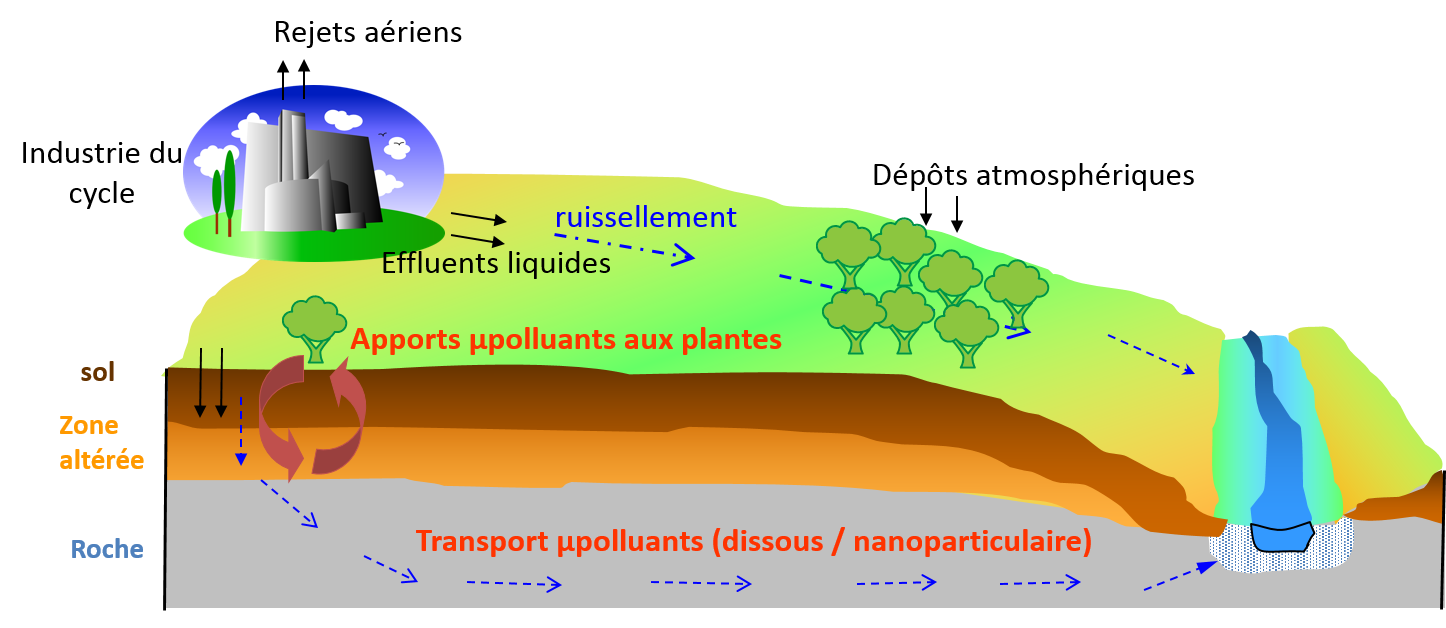 Rejets aériens
Industrie du
cycle
Dépôts atmosphériques
ruissellement
Effluents liquides
Apports µpolluants aux plantes
sol
Zone
altérée
Transport µpolluants (dissous / nanoparticulaire)
Roche